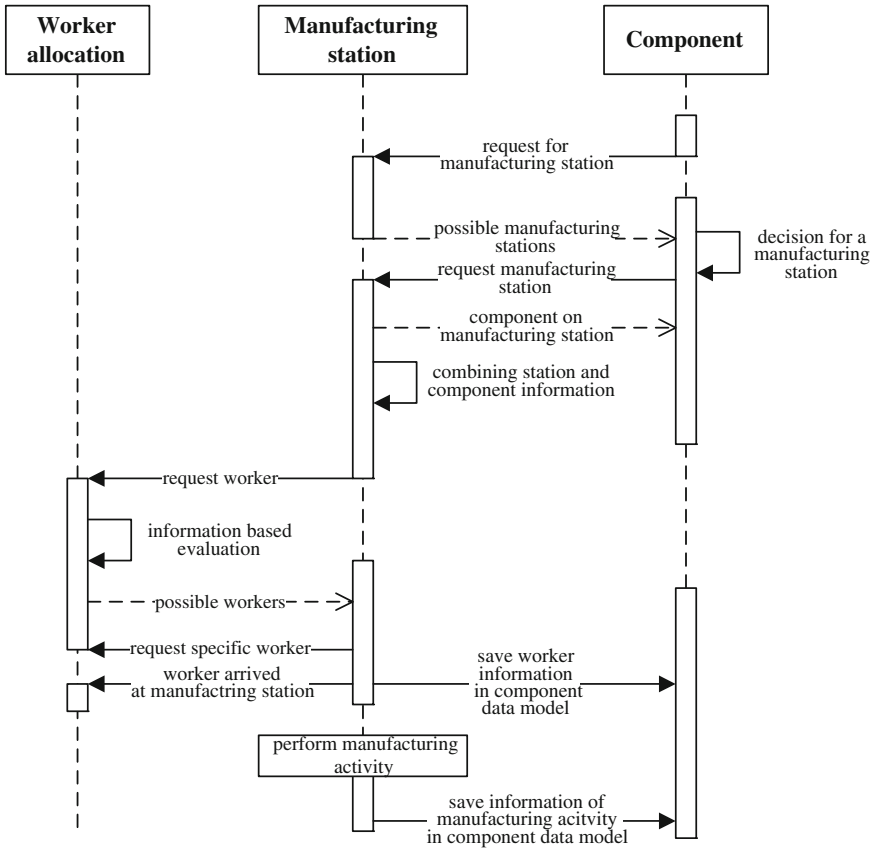 Worker
allocation
Manufacturing
station
Component
request for
manufacturing station
possible manufacturing
stations
decision for a
manufacturing
station
request manufacturing
station
component on
manufacturing station
combining station and
component information
request worker
information based
evaluation
possible workers
request specific worker
worker arrived
at manufactring station
save worker
information
in component
data model
perform manufacturing
activity
save information of
manufacturing acitvity
in component data model